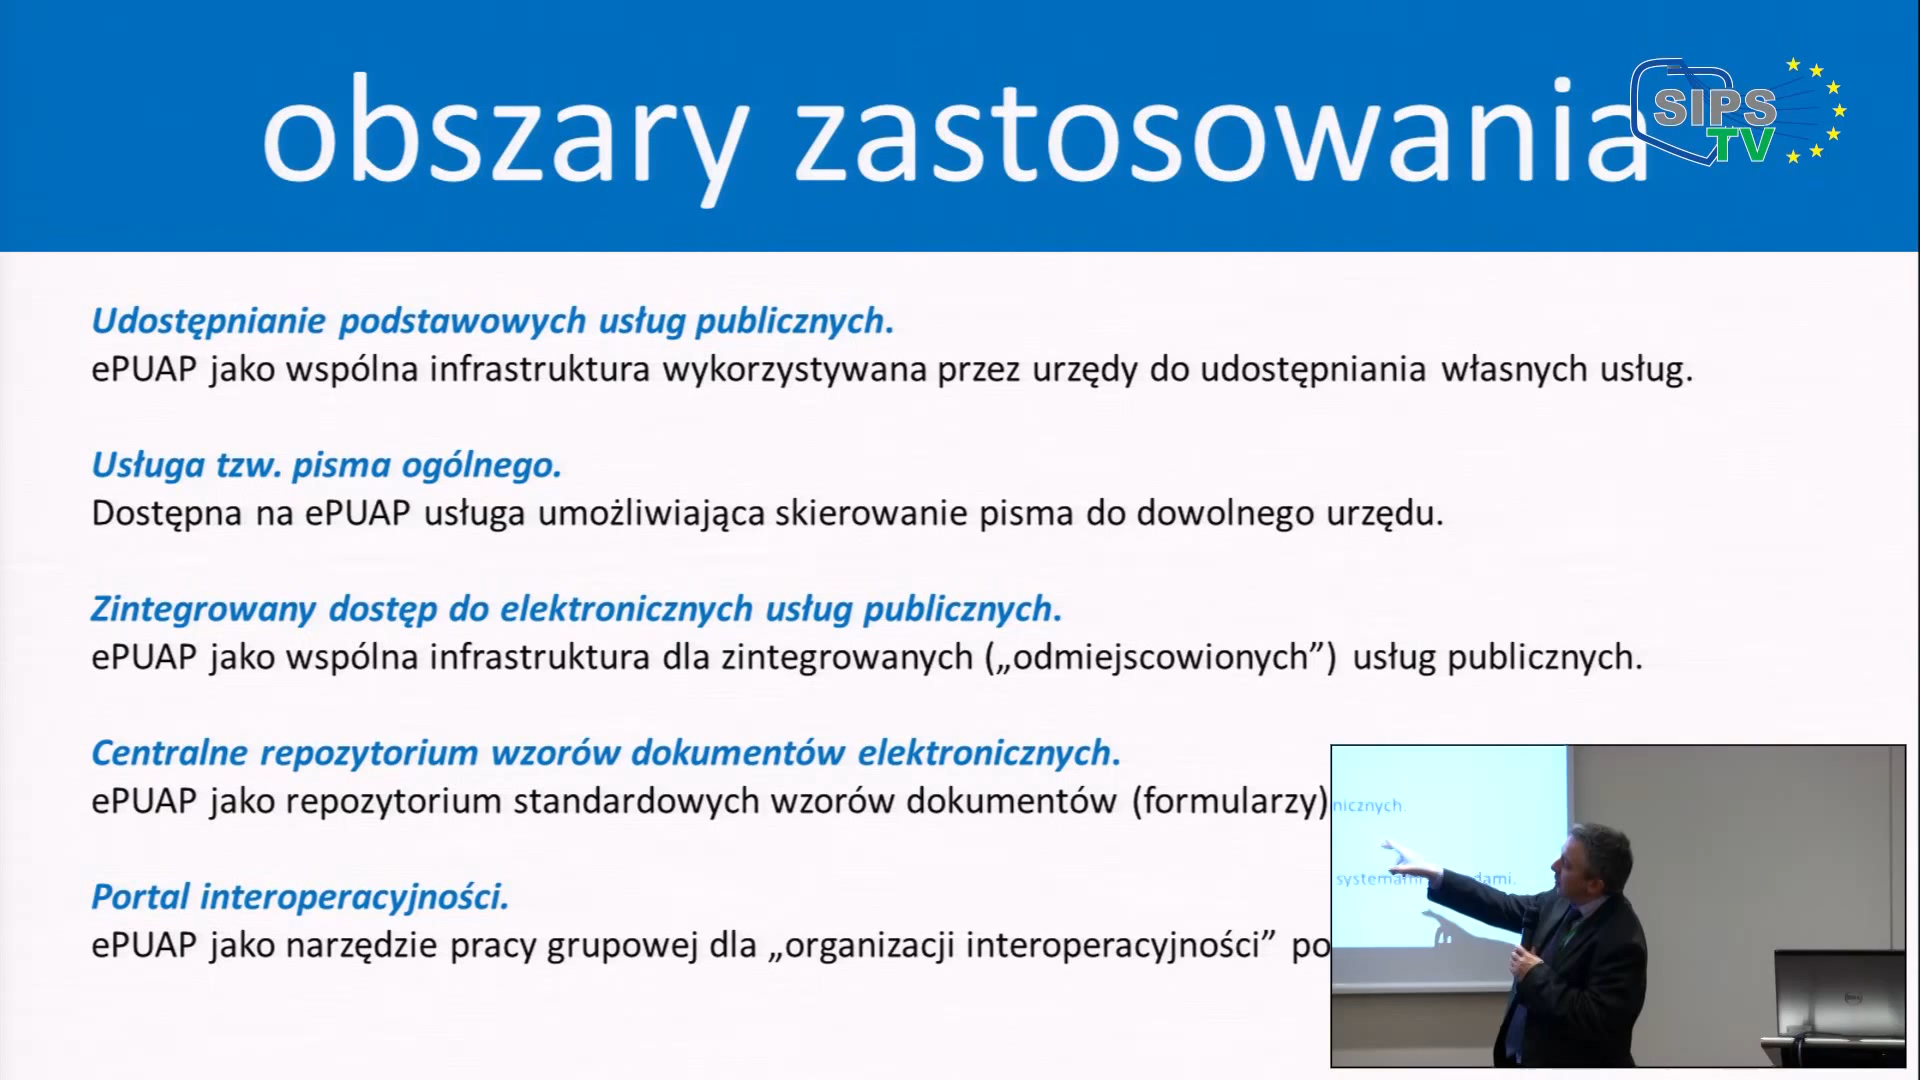 obszary zastosowania
SIPS
TV
Udostępnianie podstawowych usług publicznych.
ePUAP jako wspólna infrastruktura wykorzystywana przez urzędy do udostępniania własnych usług.
Usługa tzw. pisma ogólnego.
Dostępna na ePUAP usługa umożliwiająca skierowanie pisma do dowolnego urzędu.
Zintegrowany dostęp do elektronicznych usług publicznych.
ePUAP jako wspólna infrastruktura dla zintegrowanych („odmiejscowionych”) usług publicznych.
Centralne repozytorium wzorów dokumentów elektronicznych.
ePUAP jako repozytorium standardowych wzorów dokumentów (formularzy)
Portal interoperacyjności.
ePUAP jako narzędzie pracy grupowej dla „organizacji interoperacyjności” po
nicznych.
DELL